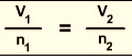 V₁/n₁ = V₂/n₂